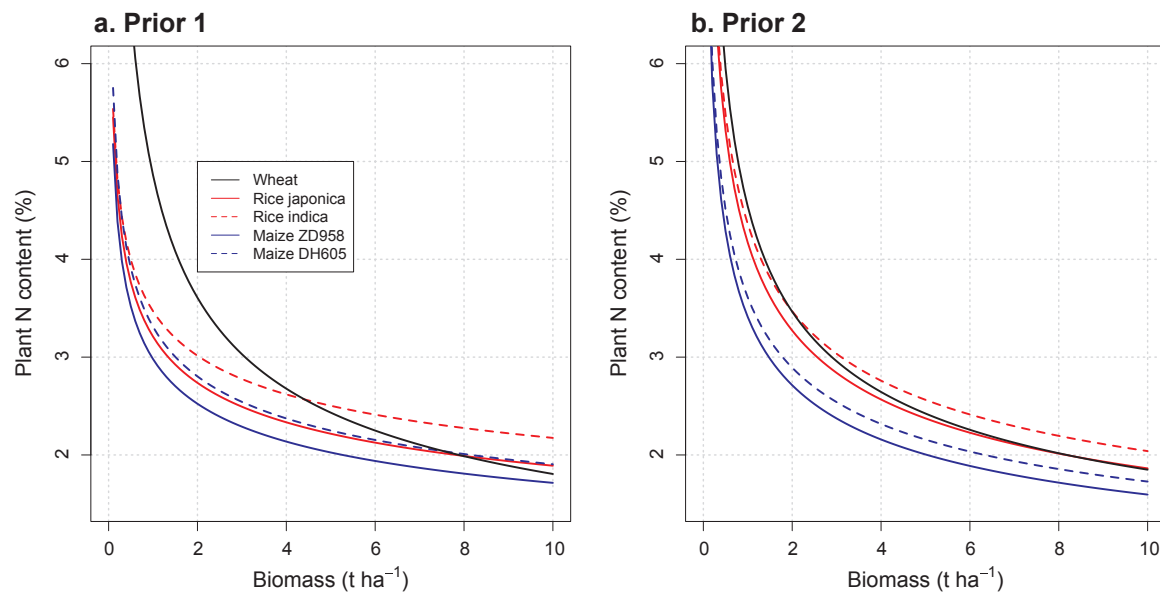 a. Prior 1
6
5
4
3
2
Plant N content (%)
Wheat
Rice japonica
Rice indica
Maize ZD958
Maize DH605
0 2 4 6 8 10
Biomass (t ha⁻¹)
b. Prior 2
6
5
4
3
2
Plant N content (%)
0 2 4 6 8 10
Biomass (t ha⁻¹)